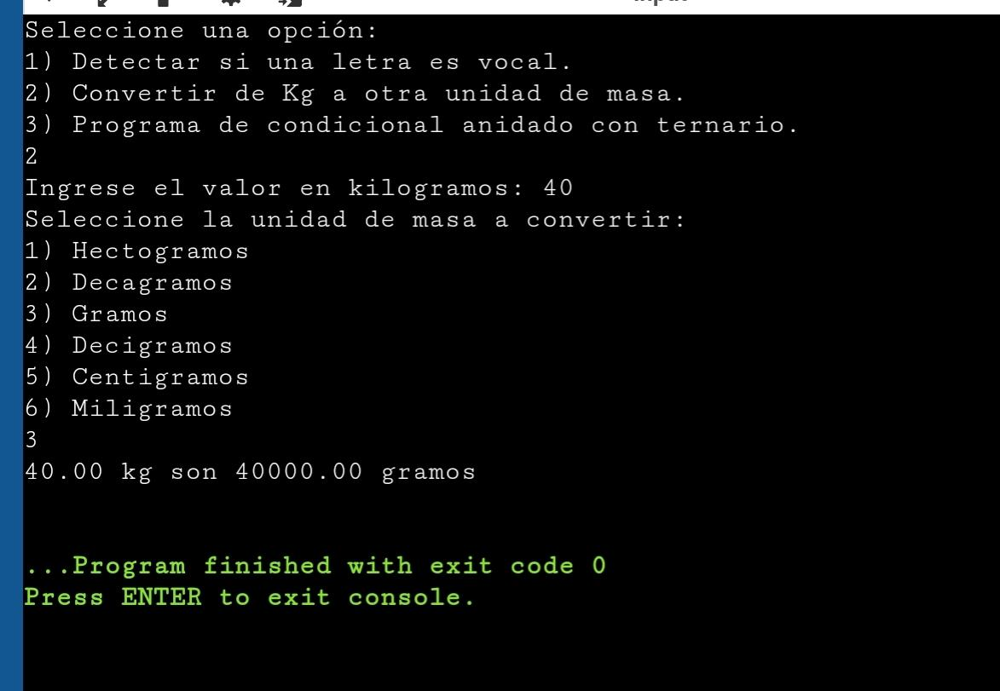 Seleccione una opción:
1) Detectar si una letra es vocal.
2) Convertir de Kg a otra unidad de masa.
3) Programa de condicional anidado con ternario.
2
Ingrese el valor en kilogramos: 40
Seleccione la unidad de masa a convertir:
1) Hectogramos
2) Decagramos
3) Gramos
4) Decigramos
5) Centigramos
6) Miligramos
3
40.00 kg son 40000.00 gramos
...Program finished with exit code 0
Press ENTER to exit console.